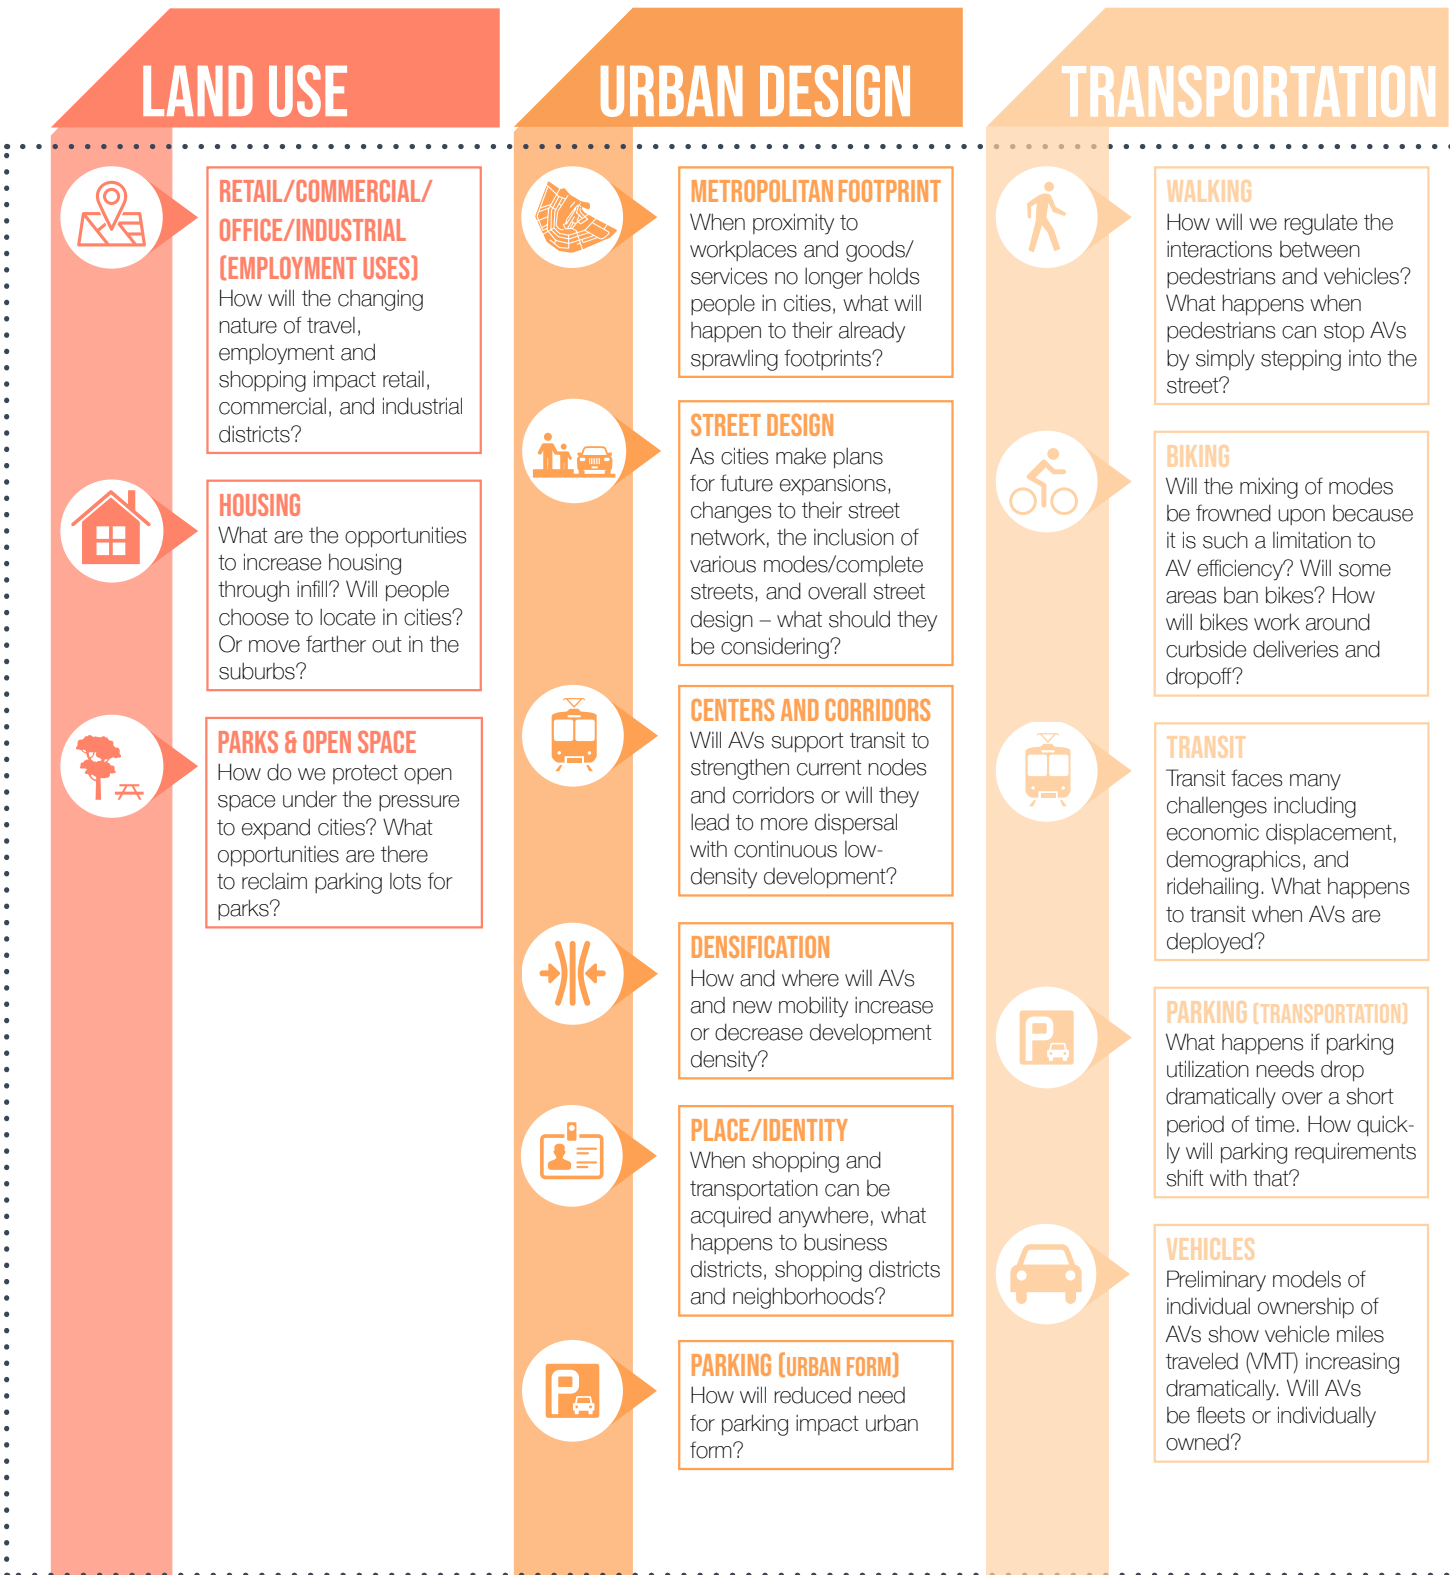 LAND USE
RETAIL/COMMERCIAL/
OFFICE/INDUSTRIAL
(EMPLOYMENT USES)
How will the changing
nature of travel,
employment and
shopping impact retail,
commercial, and industrial
districts?
HOUSING
What are the opportunities
to increase housing
through infill? Will people
choose to locate in cities?
Or move farther out in the
suburbs?
PARKS & OPEN SPACE
How do we protect open
space under the pressure
to expand cities? What
opportunities are there
to reclaim parking lots for
parks?
URBAN DESIGN
METROPOLITAN FOOTPRINT
When proximity to
workplaces and goods/
services no longer holds
people in cities, what will
happen to their already
sprawling footprints?
STREET DESIGN
As cities make plans
for future expansions,
changes to their street
network, the inclusion of
various modes/complete
streets, and overall street
design – what should they
be considering?
CENTERS AND CORRIDORS
Will AVs support transit to
strengthen current nodes
and corridors or will they
lead to more dispersal
with continuous low-
density development?
DENSIFICATION
How and where will AVs
and new mobility increase
or decrease development
density?
PLACE/IDENTITY
When shopping and
transportation can be
acquired anywhere, what
happens to business
districts, shopping districts
and neighborhoods?
P
PARKING (URBAN FORM)
How will reduced need
for parking impact urban
form?
TRANSPORTATION
WALKING
How will we regulate the
interactions between
pedestrians and vehicles?
What happens when
pedestrians can stop AVs
by simply stepping into the
street?
BIKING
Will the mixing of modes
be frowned upon because
it is such a limitation to
AV efficiency? Will some
areas ban bikes? How
will bikes work around
curbside deliveries and
dropoff?
TRANSIT
Transit faces many
challenges including
economic displacement,
demographics, and
ridehailing. What happens
to transit when AVs are
deployed?
P
PARKING (TRANSPORTATION)
What happens if parking
utilization needs drop
dramatically over a short
period of time. How quick-
ly will parking requirements
shift with that?
VEHICLES
Preliminary models of
individual ownership of
AVs show vehicle miles
traveled (VMT) increasing
dramatically. Will AVs
be fleets or individually
owned?